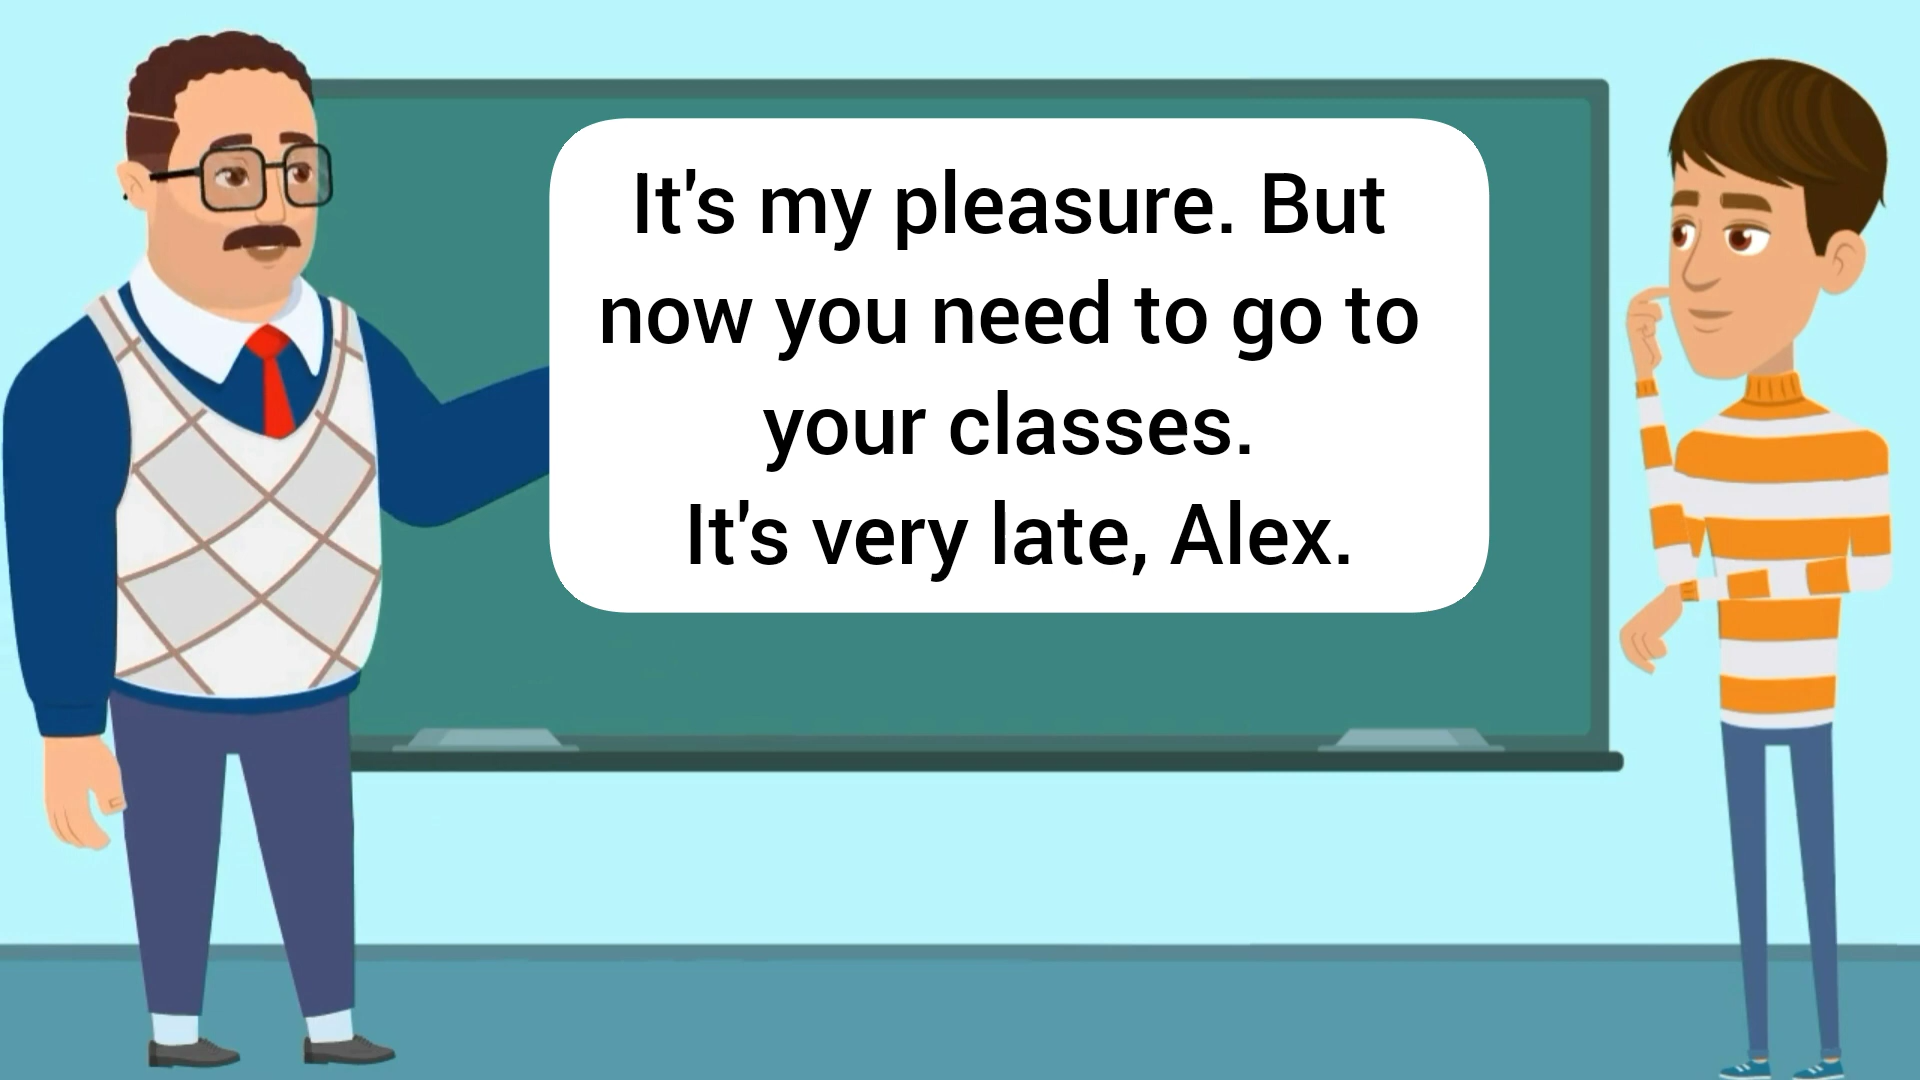 It's my pleasure. But
now you need to go to
your classes.
It's very late, Alex.